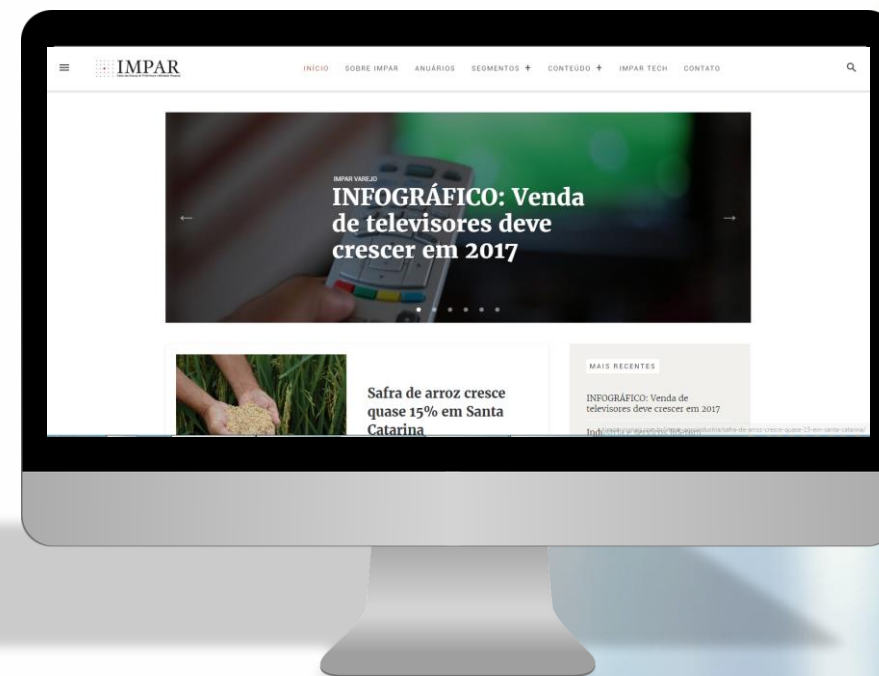 IMPAR
INÍCIO SOBRE IMPAR ANUÁRIOS SEGMENTOS + CONTEÚDO + IMPAR TECH CONTATO
IMPAR VAREJO
INFOGRÁFICO: Venda
de televisores deve
crescer em 2017
Safra de arroz cresce
quase 15% em Santa
Catarina
MAIS RECENTES
INFOGRÁFICO: Venda de
televisores deve crescer em 2017